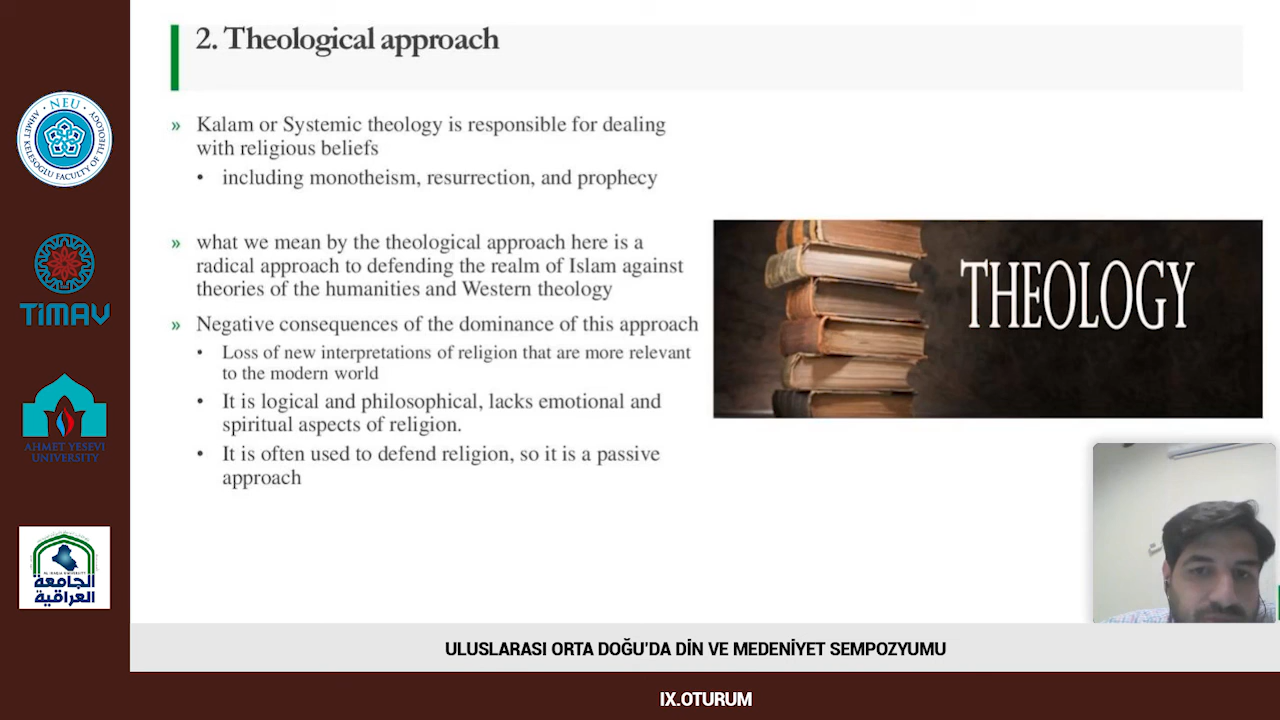 2. Theological approach
» Kalam or Systemic theology is responsible for dealing
with religious beliefs
• including monotheism, resurrection, and prophecy
» what we mean by the theological approach here is a
radical approach to defending the realm of Islam against
theories of the humanities and Western theology
» Negative consequences of the dominance of this approach
• Loss of new interpretations of religion that are more relevant
to the modern world
• It is logical and philosophical, lacks emotional and
spiritual aspects of religion.
• It is often used to defend religion, so it is a passive
approach
THEOLOGY
· NEU ·
AHMET KELEŞOĞLU FACULTY OF THEOLOGY
TİMAV
AHMET YESEVI
UNIVERSITY
الجامعة
العراقية
ULUSLARASI ORTA DOĞU'DA DİN VE MEDENİYET SEMPOZYUMU
IX.OTURUM